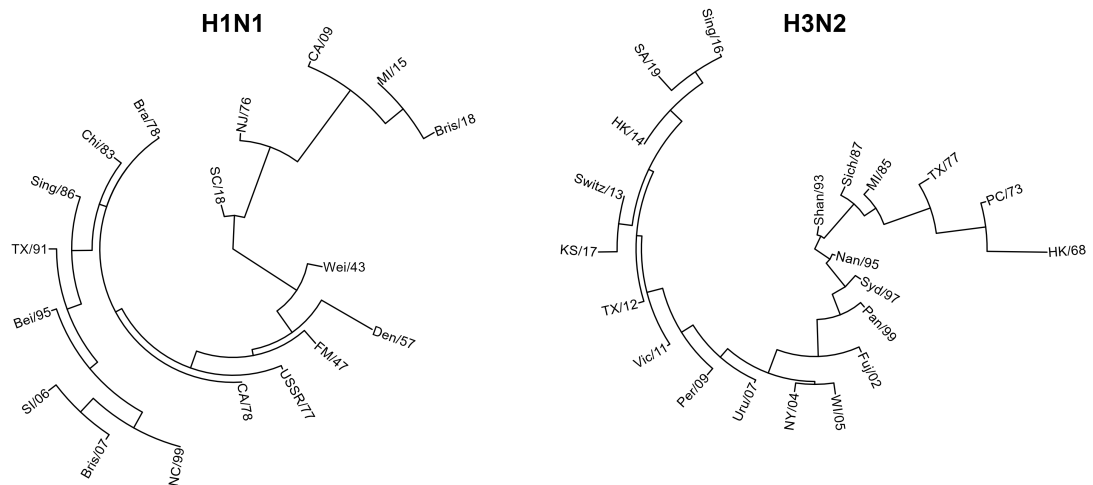 H1N1
CA/09
MI/15
Bris/18
NJ/76
Bra/78
Chi/83
SC/18
Sing/86
TX/91
Wei/43
Bei/95
Den/57
FM/47
USSR/77
CA/78
SI/06
Bris/07
NC/99
H3N2
Sing/16
SA/19
HK/14
Sich/87
MI/85
TX/77
PC/73
Shan/93
Switz/13
KS/17
HK/68
Nan/95
Syd/97
TX/12
Pan/99
Vic/11
Fuj/02
Per/09
Uru/07
NY/04
WI/05